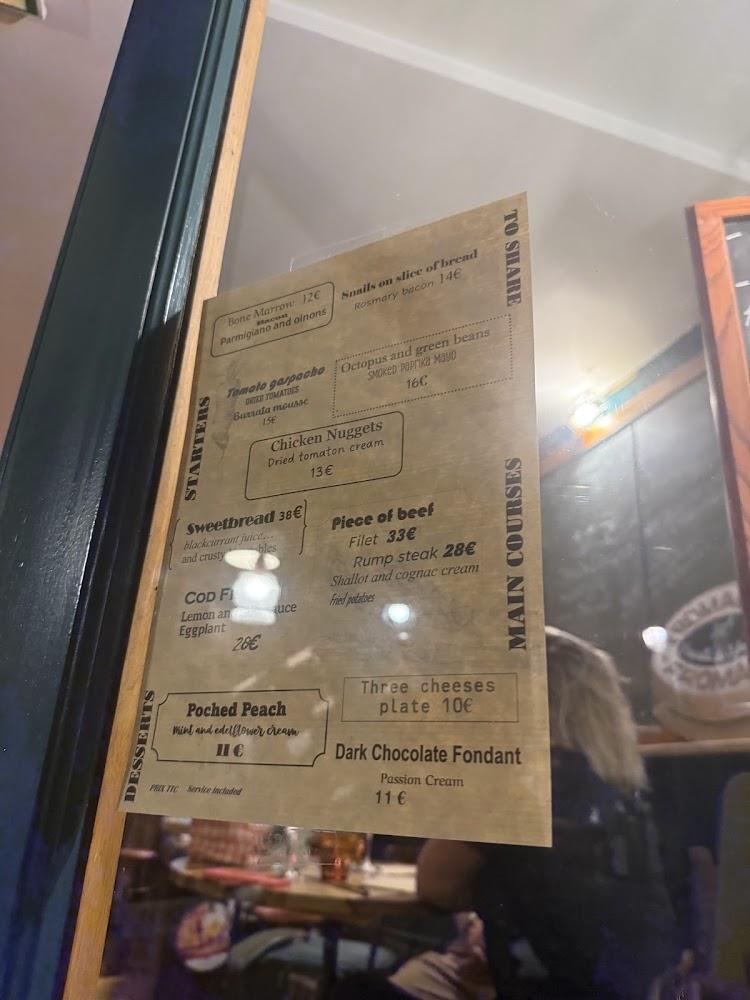 TO SHARE
Bone Marrow 12€
Bacon
Parmigiano and oinons
Snails on slice of bread
Rosmary bacon 14€
STARTERS
Tomato gaspacho
DRIED TOMATOES
Burrata mousse
15€
Octopus and green beans
SMOKED PAPRIKA MAYO
16€
Chicken Nuggets
Dried tomaton cream
13€
MAIN COURSES
Sweetbread 38€
blackcurrant juice...
and crusty
Piece of beef
Filet 33€
Rump steak 28€
Shallot and cognac cream
fried potatoes
Cod
Lemon
Eggplant
28€
DESSERTS
Poched Peach
mint and edelflower cream
11 €
Three cheeses
plate 10€
Dark Chocolate Fondant
Passion Cream
11 €
PRIX TTC Service included